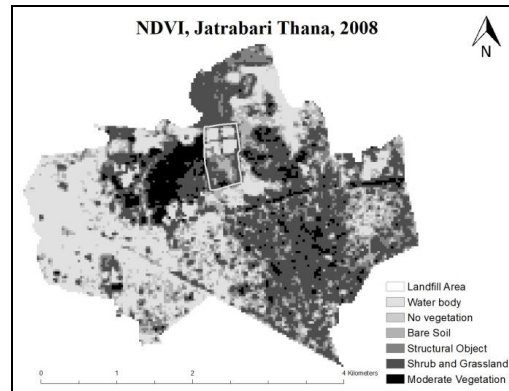 NDVI, Jatrabari Thana, 2008
N
Landfill Area
Water body
No vegetation
Bare Soil
Structural Object
Shrub and Grassland
Moderate Vegetation
0 1 2 4 Kilometers